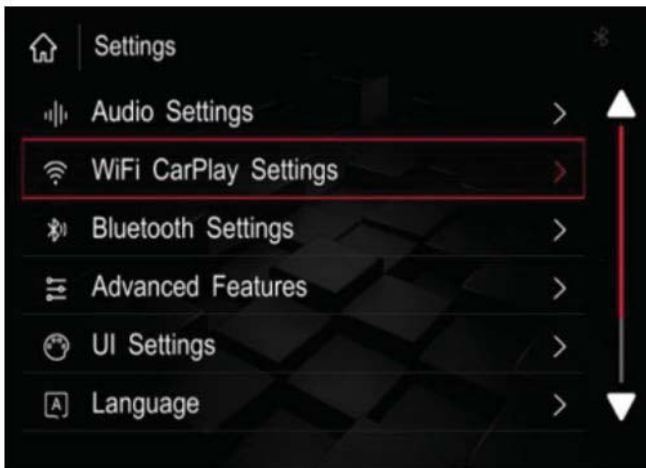 Settings
Audio Settings
WiFi CarPlay Settings
Bluetooth Settings
Advanced Features
UI Settings
A Language